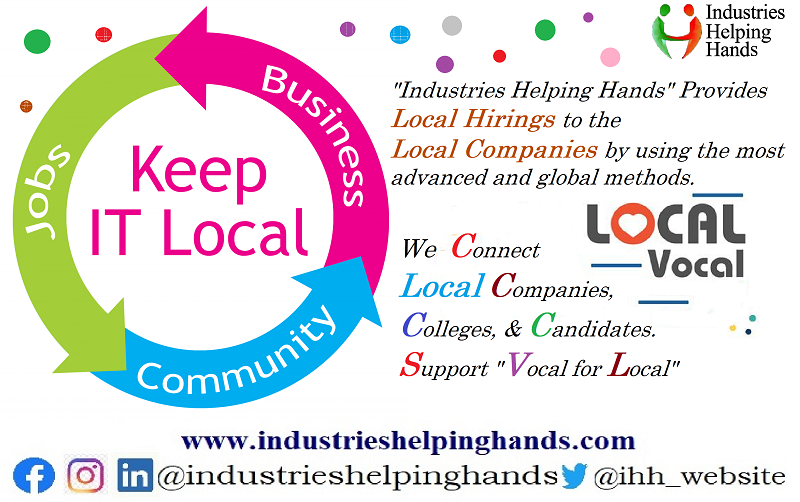 Industries
Helping
Hands
Business
Jobs
Keep
IT Local
Community
"Industries Helping Hands" Provides
Local Hirings to the
Local Companies by using the most
advanced and global methods.
LOCAL
Vocal
We Connect
Local Companies,
Colleges, & Candidates.
Support "Vocal for Local"
www.industrieshelpinghands.com
f in @industrieshelpinghands @ihh_website